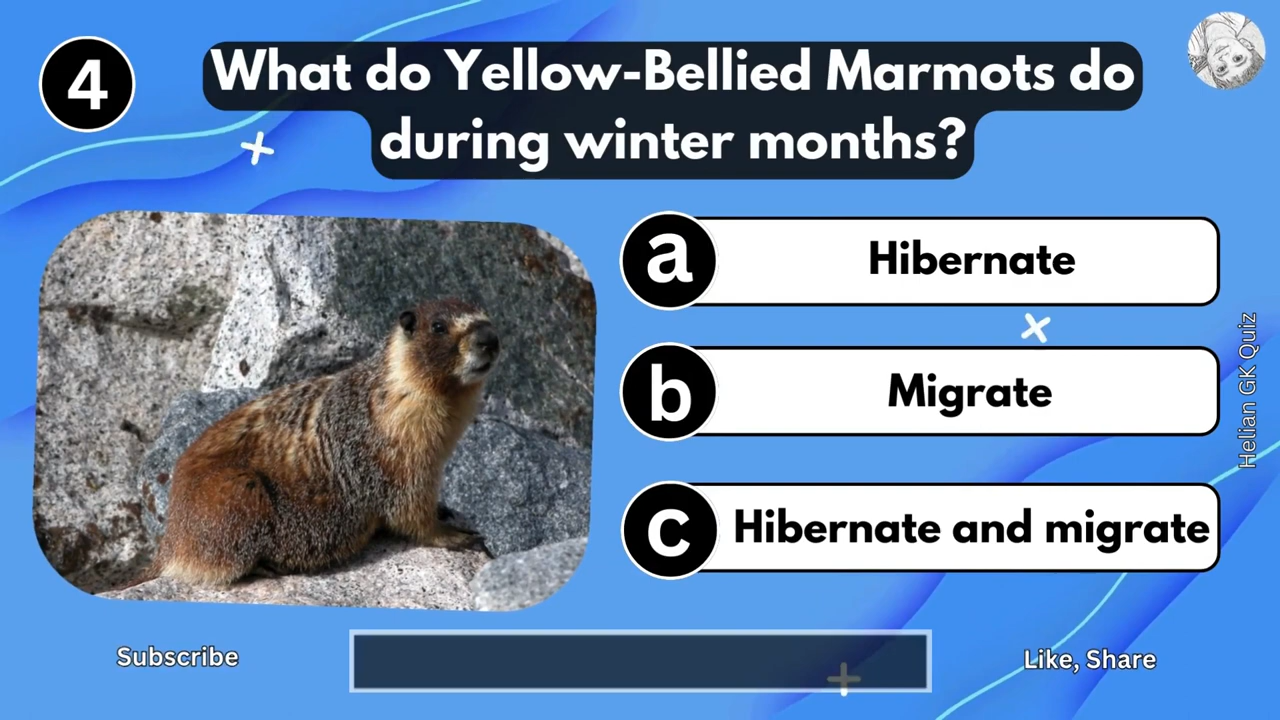 4
What do Yellow-Bellied Marmots do
during winter months?
a
Hibernate
b
Migrate
c
Hibernate and migrate
Helian GK Quiz
Subscribe
Like, Share